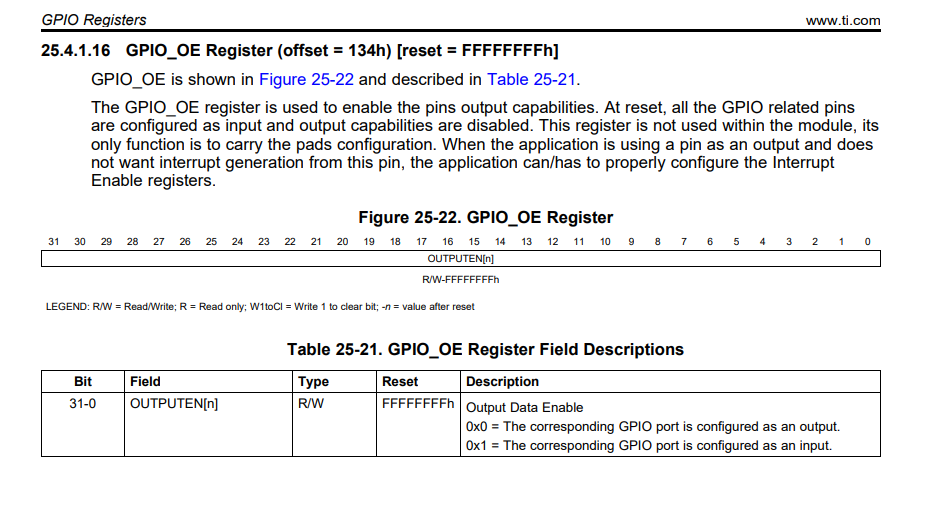 GPIO Registers
www.ti.com
25.4.1.16 GPIO_OE Register (offset = 134h) [reset = FFFFFFFFh]
GPIO_OE is shown in Figure 25-22 and described in Table 25-21.
The GPIO_OE register is used to enable the pins output capabilities. At reset, all the GPIO related pins
are configured as input and output capabilities are disabled. This register is not used within the module, its
only function is to carry the pads configuration. When the application is using a pin as an output and does
not want interrupt generation from this pin, the application can/has to properly configure the Interrupt
Enable registers.
Figure 25-22. GPIO_OE Register
31 30 29 28 27 26 25 24 23 22 21 20 19 18 17 16 15 14 13 12 11 10 9 8 7 6 5 4 3 2 1 0
OUTPUTEN[n]
R/W-FFFFFFFFh
LEGEND: R/W = Read/Write; R = Read only; W1toCl = Write 1 to clear bit; -n = value after reset
Table 25-21. GPIO_OE Register Field Descriptions
Bit Field Type Reset Description
31-0 OUTPUTEN[n] R/W FFFFFFFFh Output Data Enable
0x0 = The corresponding GPIO port is configured as an output.
0x1 = The corresponding GPIO port is configured as an input.